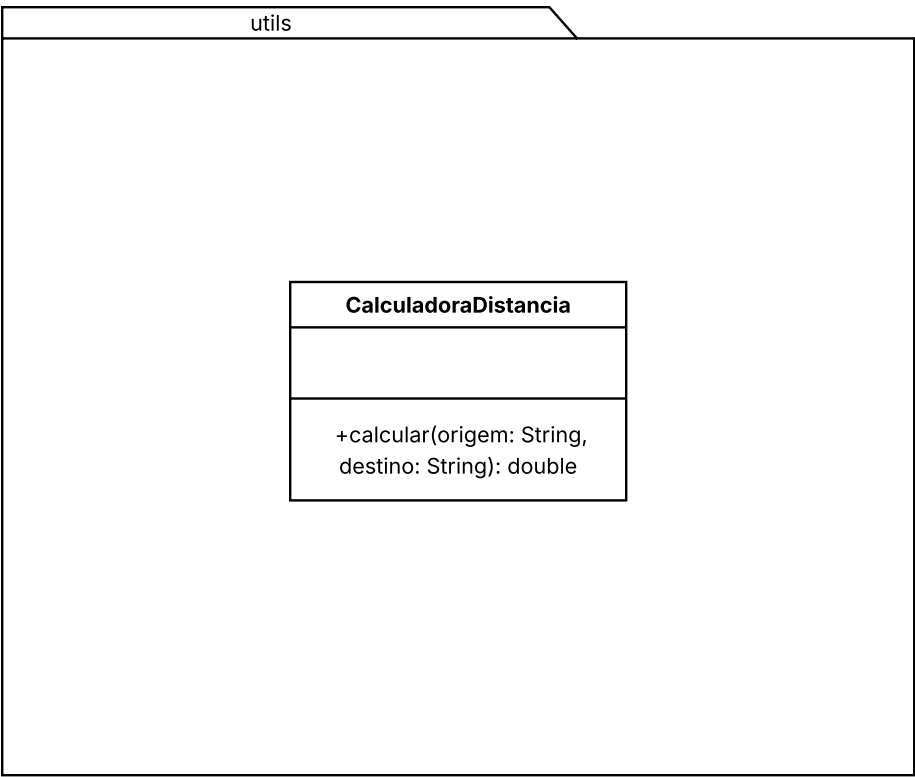 utils
CalculadoraDistancia
+calcular(origem: String,
destino: String): double